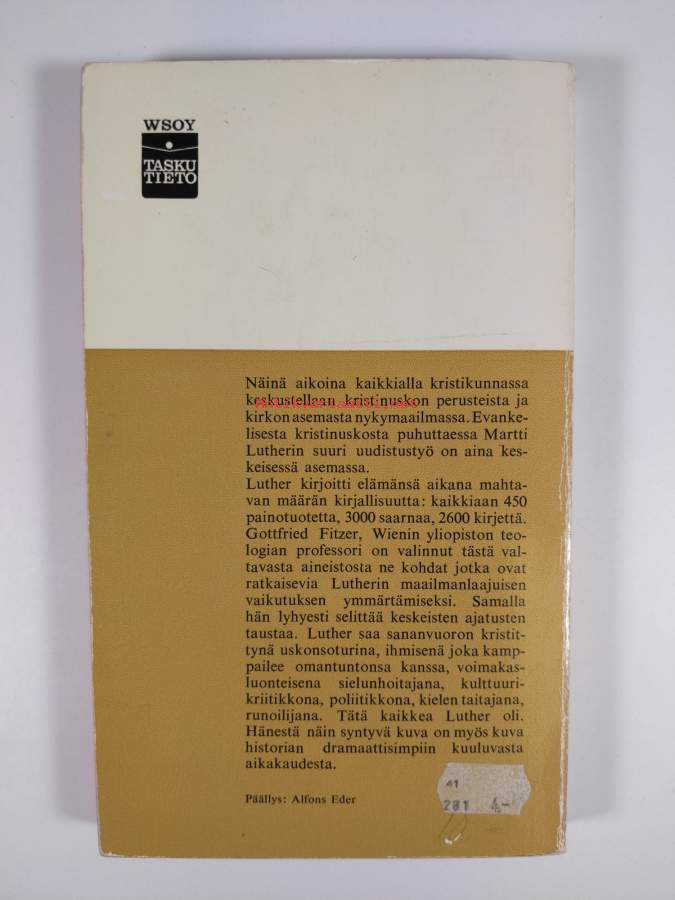 WSOY
TASKU
TIETO
Näinä aikoina kaikkialla kristikunnassa
keskustellaan kristinuskon perusteista ja
kirkon asemasta nykymaailmassa. Evanke-
lisesta kristinuskosta puhuttaessa Martti
Lutherin suuri uudistustyö on aina kes-
keisessä asemassa.
Luther kirjoitti elämänsä aikana mahta-
van määrän kirjallisuutta: kaikkiaan 450
painotuotetta, 3000 saarnaa, 2600 kirjettä.
Gottfried Fitzer, Wienin yliopiston teo-
logian professori on valinnut tästä val-
tavasta aineistosta ne kohdat jotka ovat
ratkaisevia Lutherin maailmanlaajuisen
vaikutuksen ymmärtämiseksi. Samalla
hän lyhyesti selittää keskeisten ajatusten
taustaa. Luther saa sananvuoron kristit-
tynä uskonsoturina, ihmisenä joka kamp-
pailee omantuntonsa kanssa, voimakas-
luonteisena sielunhoitajana, kulttuuri-
kriitikkona, poliitikkona, kielen taitajana,
runoilijana. Tätä kaikkea Luther oli.
Hänestä näin syntyvä kuva on myös kuva
historian dramaattisimpiin kuuluvasta
aikakaudesta.
Päällys: Alfons Eder
41
281 4-